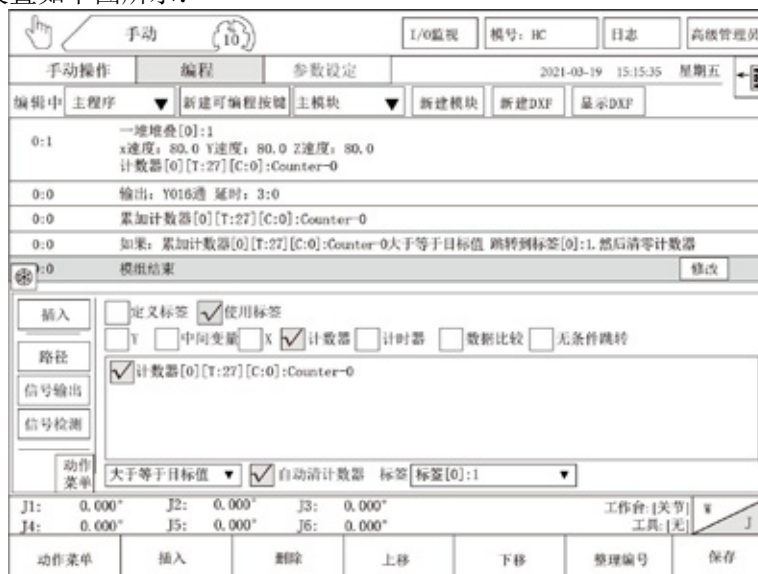 手动 10 I/O监视 模号: HC 日志 高级管理员
手动操作 编程 参数设定 2021-03-19 15:15:35 星期五
编辑中 主程序 ▼ 新建可编程按键 主模块 ▼ 新建模块 新建DXF 显示DXF
0:1 一堆堆叠[0]:1
x速度: 80.0 Y速度: 80.0 Z速度: 80.0
计数器[0][T:27][C:0]:Counter-0
0:0 输出: Y016通 延时: 3:0
0:0 累加计数器[0][T:27][C:0]:Counter-0
0:0 如果: 累加计数器[0][T:27][C:0]:Counter-0大于等于目标值 跳转到标签[0]:1.然后清零计数器
:0 模组结束 修改
插入 定义标签 使用标签
Y 中间变量 X 计数器 计时器 数据比较 无条件跳转
路径 计数器[0][T:27][C:0]:Counter-0
信号输出
信号检测
动作菜单 大于等于目标值 ▼ 自动清计数器 标签 标签[0]:1 ▼
J1: 0.000° J2: 0.000° J3: 0.000° 工作台:[关节] W
J4: 0.000° J5: 0.000° J6: 0.000° 工具:[无] J
动作菜单 插入 删除 上移 下移 整理编号 保存